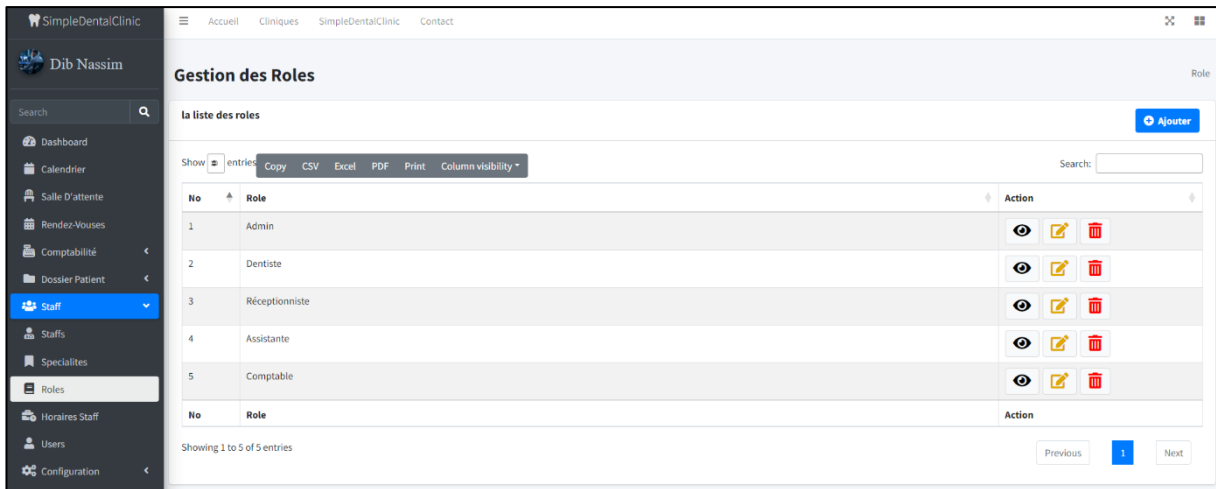 SimpleDentalClinic
Accueil Cliniques SimpleDentalClinic Contact
Dib Nassim
Search
Dashboard
Calendrier
Salle D'attente
Rendez-Vouses
Comptabilité
Dossier Patient
Staff
Staffs
Specialites
Roles
Horaires Staff
Users
Configuration
Gestion des Roles
Role
la liste des roles
Ajouter
Show entries Copy CSV Excel PDF Print Column visibility
Search:
No Role Action
1 Admin
2 Dentiste
3 Réceptionniste
4 Assistante
5 Comptable
No Role Action
Showing 1 to 5 of 5 entries
Previous 1 Next